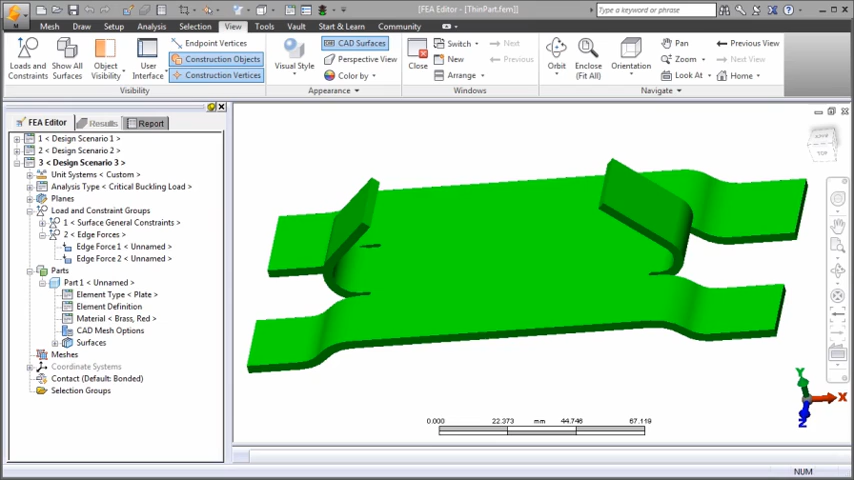 [FEA Editor - [ThinPart.fem]]
Type a keyword or phrase
Mesh Draw Setup Analysis Selection View Tools Vault Start & Learn Community
Loads and Constraints
Show All Surfaces
Object Visibility
User Interface
Endpoint Vertices
Construction Objects
Construction Vertices
Visibility
Visual Style
CAD Surfaces
Perspective View
Color by
Appearance
Close
Switch
New
Arrange
Next
Previous
Windows
Orbit
Enclose (Fit All)
Orientation
Pan
Zoom
Look At
Previous View
Next View
Home
Navigate
FEA Editor Results Report
1 < Design Scenario 1 >
2 < Design Scenario 2 >
3 < Design Scenario 3 >
Unit Systems < Custom >
Analysis Type < Critical Buckling Load >
Planes
Load and Constraint Groups
1 < Surface General Constraints >
2 < Edge Forces >
Edge Force 1 < Unnamed >
Edge Force 2 < Unnamed >
Parts
Part 1 < Unnamed >
Element Type < Plate >
Element Definition
Material < Brass, Red >
CAD Mesh Options
Surfaces
Meshes
Coordinate Systems
Contact (Default: Bonded)
Selection Groups
TOP
Y
X
Z
0.000 22.373 mm 44.746 67.119
NUM